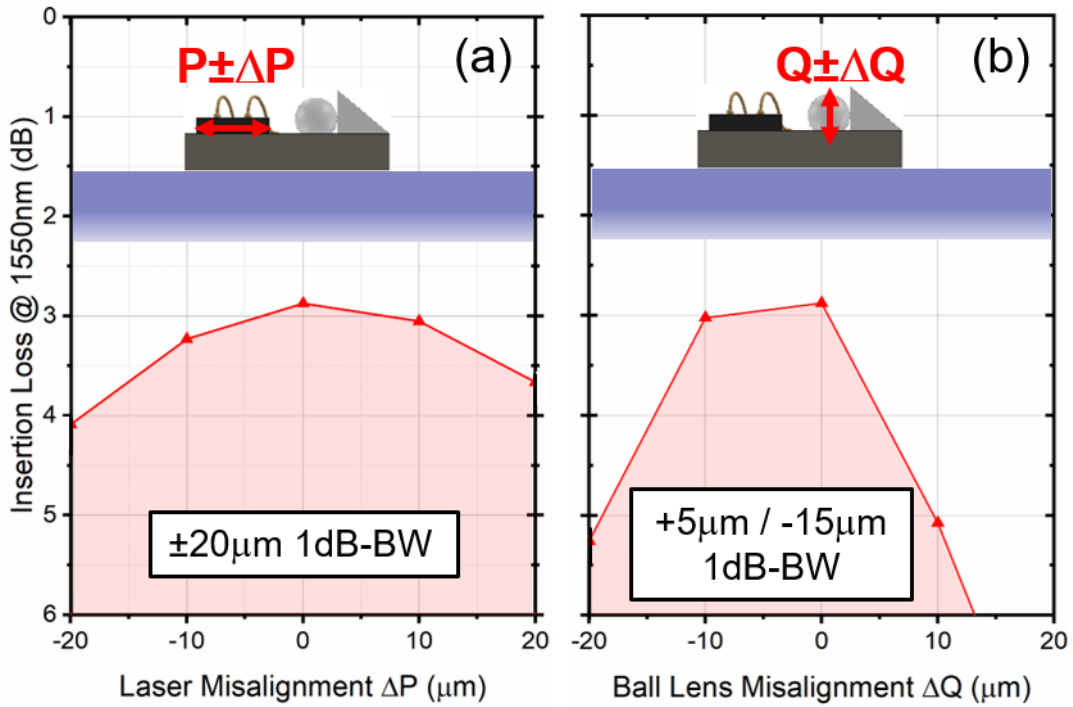 Insertion Loss @ 1550nm (dB)
0
1
2
3
4
5
6
P±ΔP
(a)
±20μm 1dB-BW
-20
-10
0
10
20
Laser Misalignment ΔP (μm)
Q±ΔQ
(b)
+5μm / -15μm
1dB-BW
-20
-10
0
10
20
Ball Lens Misalignment ΔQ (μm)